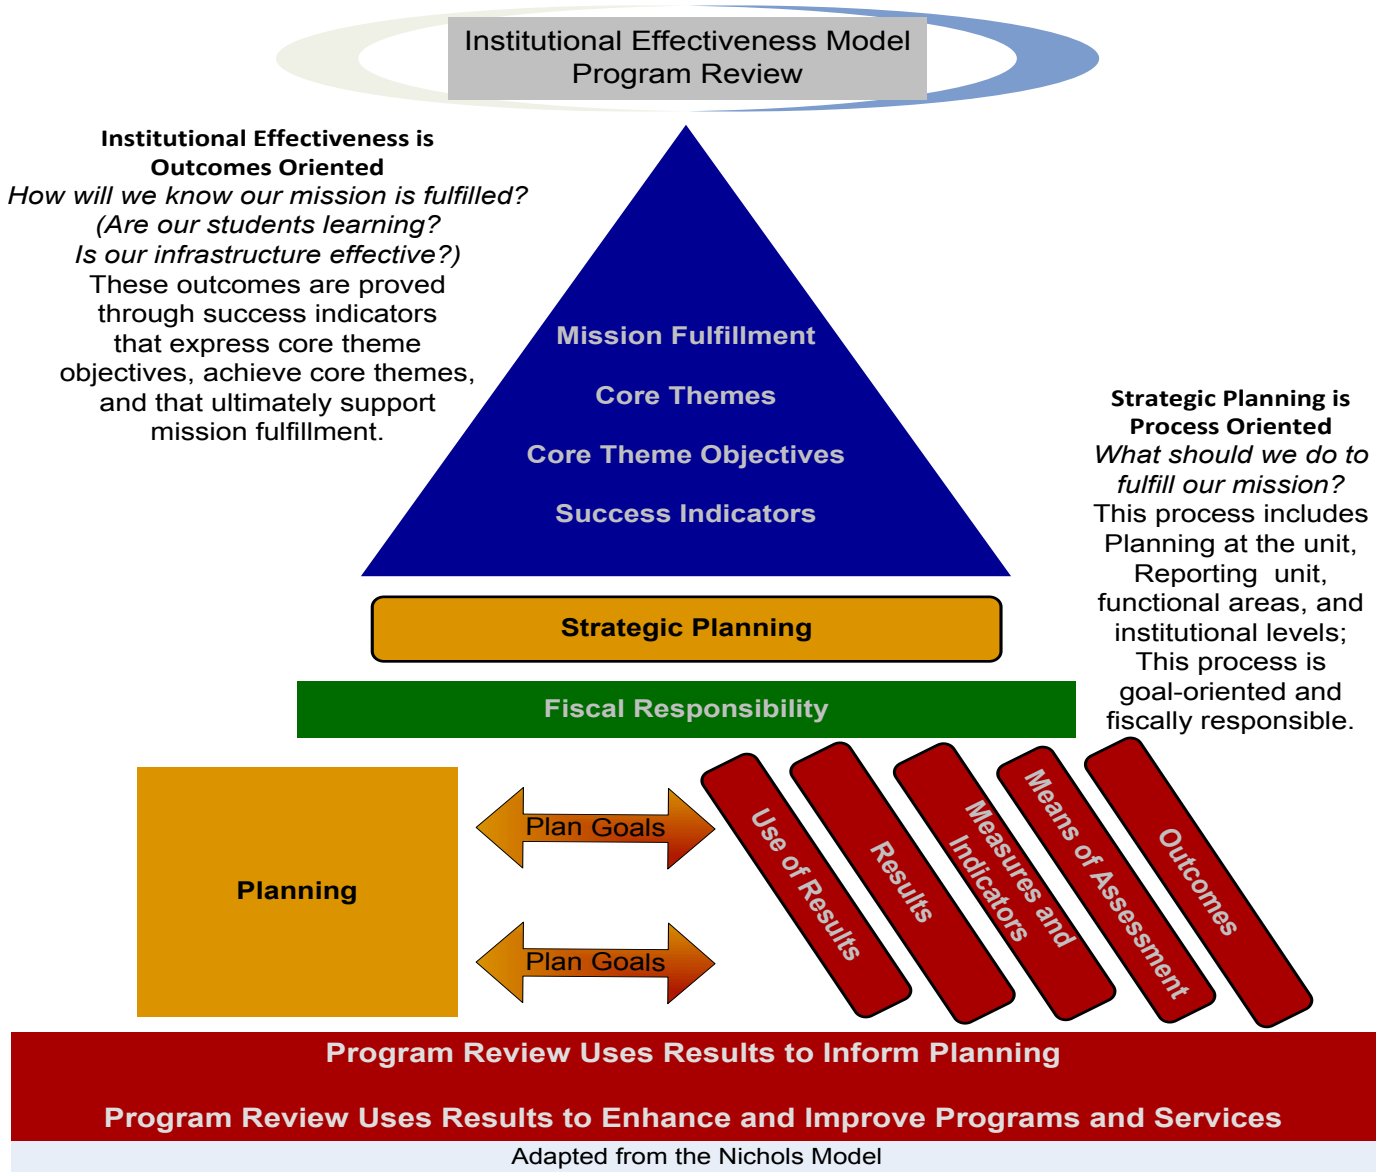 Institutional Effectiveness Model
Program Review
Institutional Effectiveness is
Outcomes Oriented
How will we know our mission is fulfilled?
(Are our students learning?
Is our infrastructure effective?)
These outcomes are proved
through success indicators
that express core theme
objectives, achieve core themes,
and that ultimately support
mission fulfillment.
Mission Fulfillment
Core Themes
Core Theme Objectives
Success Indicators
Strategic Planning is
Process Oriented
What should we do to
fulfill our mission?
This process includes
Planning at the unit,
Reporting unit,
functional areas, and
institutional levels;
This process is
goal-oriented and
fiscally responsible.
Strategic Planning
Fiscal Responsibility
Planning
Plan Goals
Plan Goals
Use of Results
Results
Measures and
Indicators
Means of Assessment
Outcomes
Program Review Uses Results to Inform Planning
Program Review Uses Results to Enhance and Improve Programs and Services
Adapted from the Nichols Model